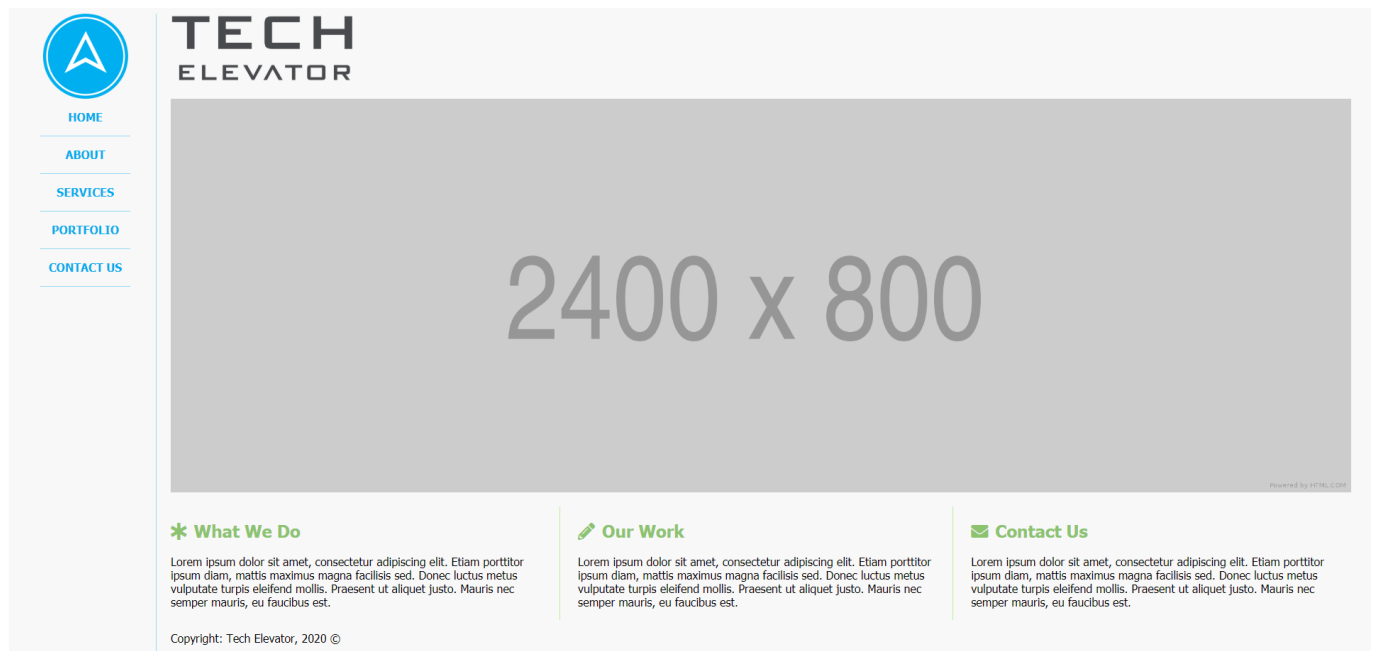 TECH
ELEVATOR
HOME
ABOUT
SERVICES
PORTFOLIO
CONTACT US
2400 x 800
Powered by HTML.COM
What We Do
Lorem ipsum dolor sit amet, consectetur adipiscing elit. Etiam porttitor
ipsum diam, mattis maximus magna facilisis sed. Donec luctus metus
vulputate turpis eleifend mollis. Praesent ut aliquet justo. Mauris nec
semper mauris, eu faucibus est.
Our Work
Lorem ipsum dolor sit amet, consectetur adipiscing elit. Etiam porttitor
ipsum diam, mattis maximus magna facilisis sed. Donec luctus metus
vulputate turpis eleifend mollis. Praesent ut aliquet justo. Mauris nec
semper mauris, eu faucibus est.
Contact Us
Lorem ipsum dolor sit amet, consectetur adipiscing elit. Etiam porttitor
ipsum diam, mattis maximus magna facilisis sed. Donec luctus metus
vulputate turpis eleifend mollis. Praesent ut aliquet justo. Mauris nec
semper mauris, eu faucibus est.
Copyright: Tech Elevator, 2020 ©